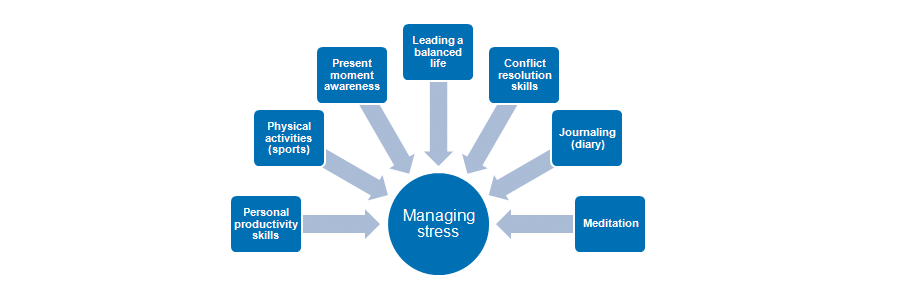 Leading a
balanced
life
Present
moment
awareness
Conflict
resolution
skills
Physical
activities
(sports)
Journaling
(diary)
Personal
productivity
skills
Managing
stress
Meditation